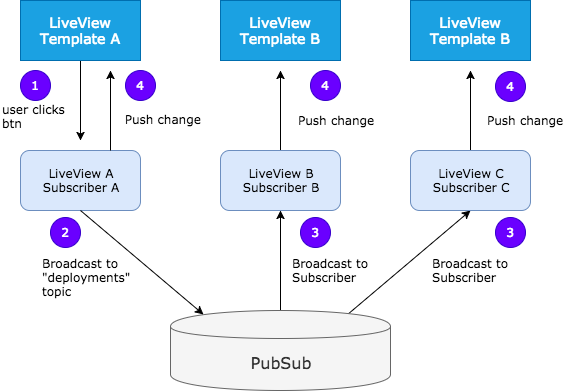 LiveView
Template A
LiveView
Template B
LiveView
Template B
1
4
4
4
user clicks
btn
Push change
Push change
Push change
LiveView A
Subscriber A
LiveView B
Subscriber B
LiveView C
Subscriber C
2
3
3
Broadcast to
"deployments"
topic
Broadcast to
Subscriber
Broadcast to
Subscriber
PubSub